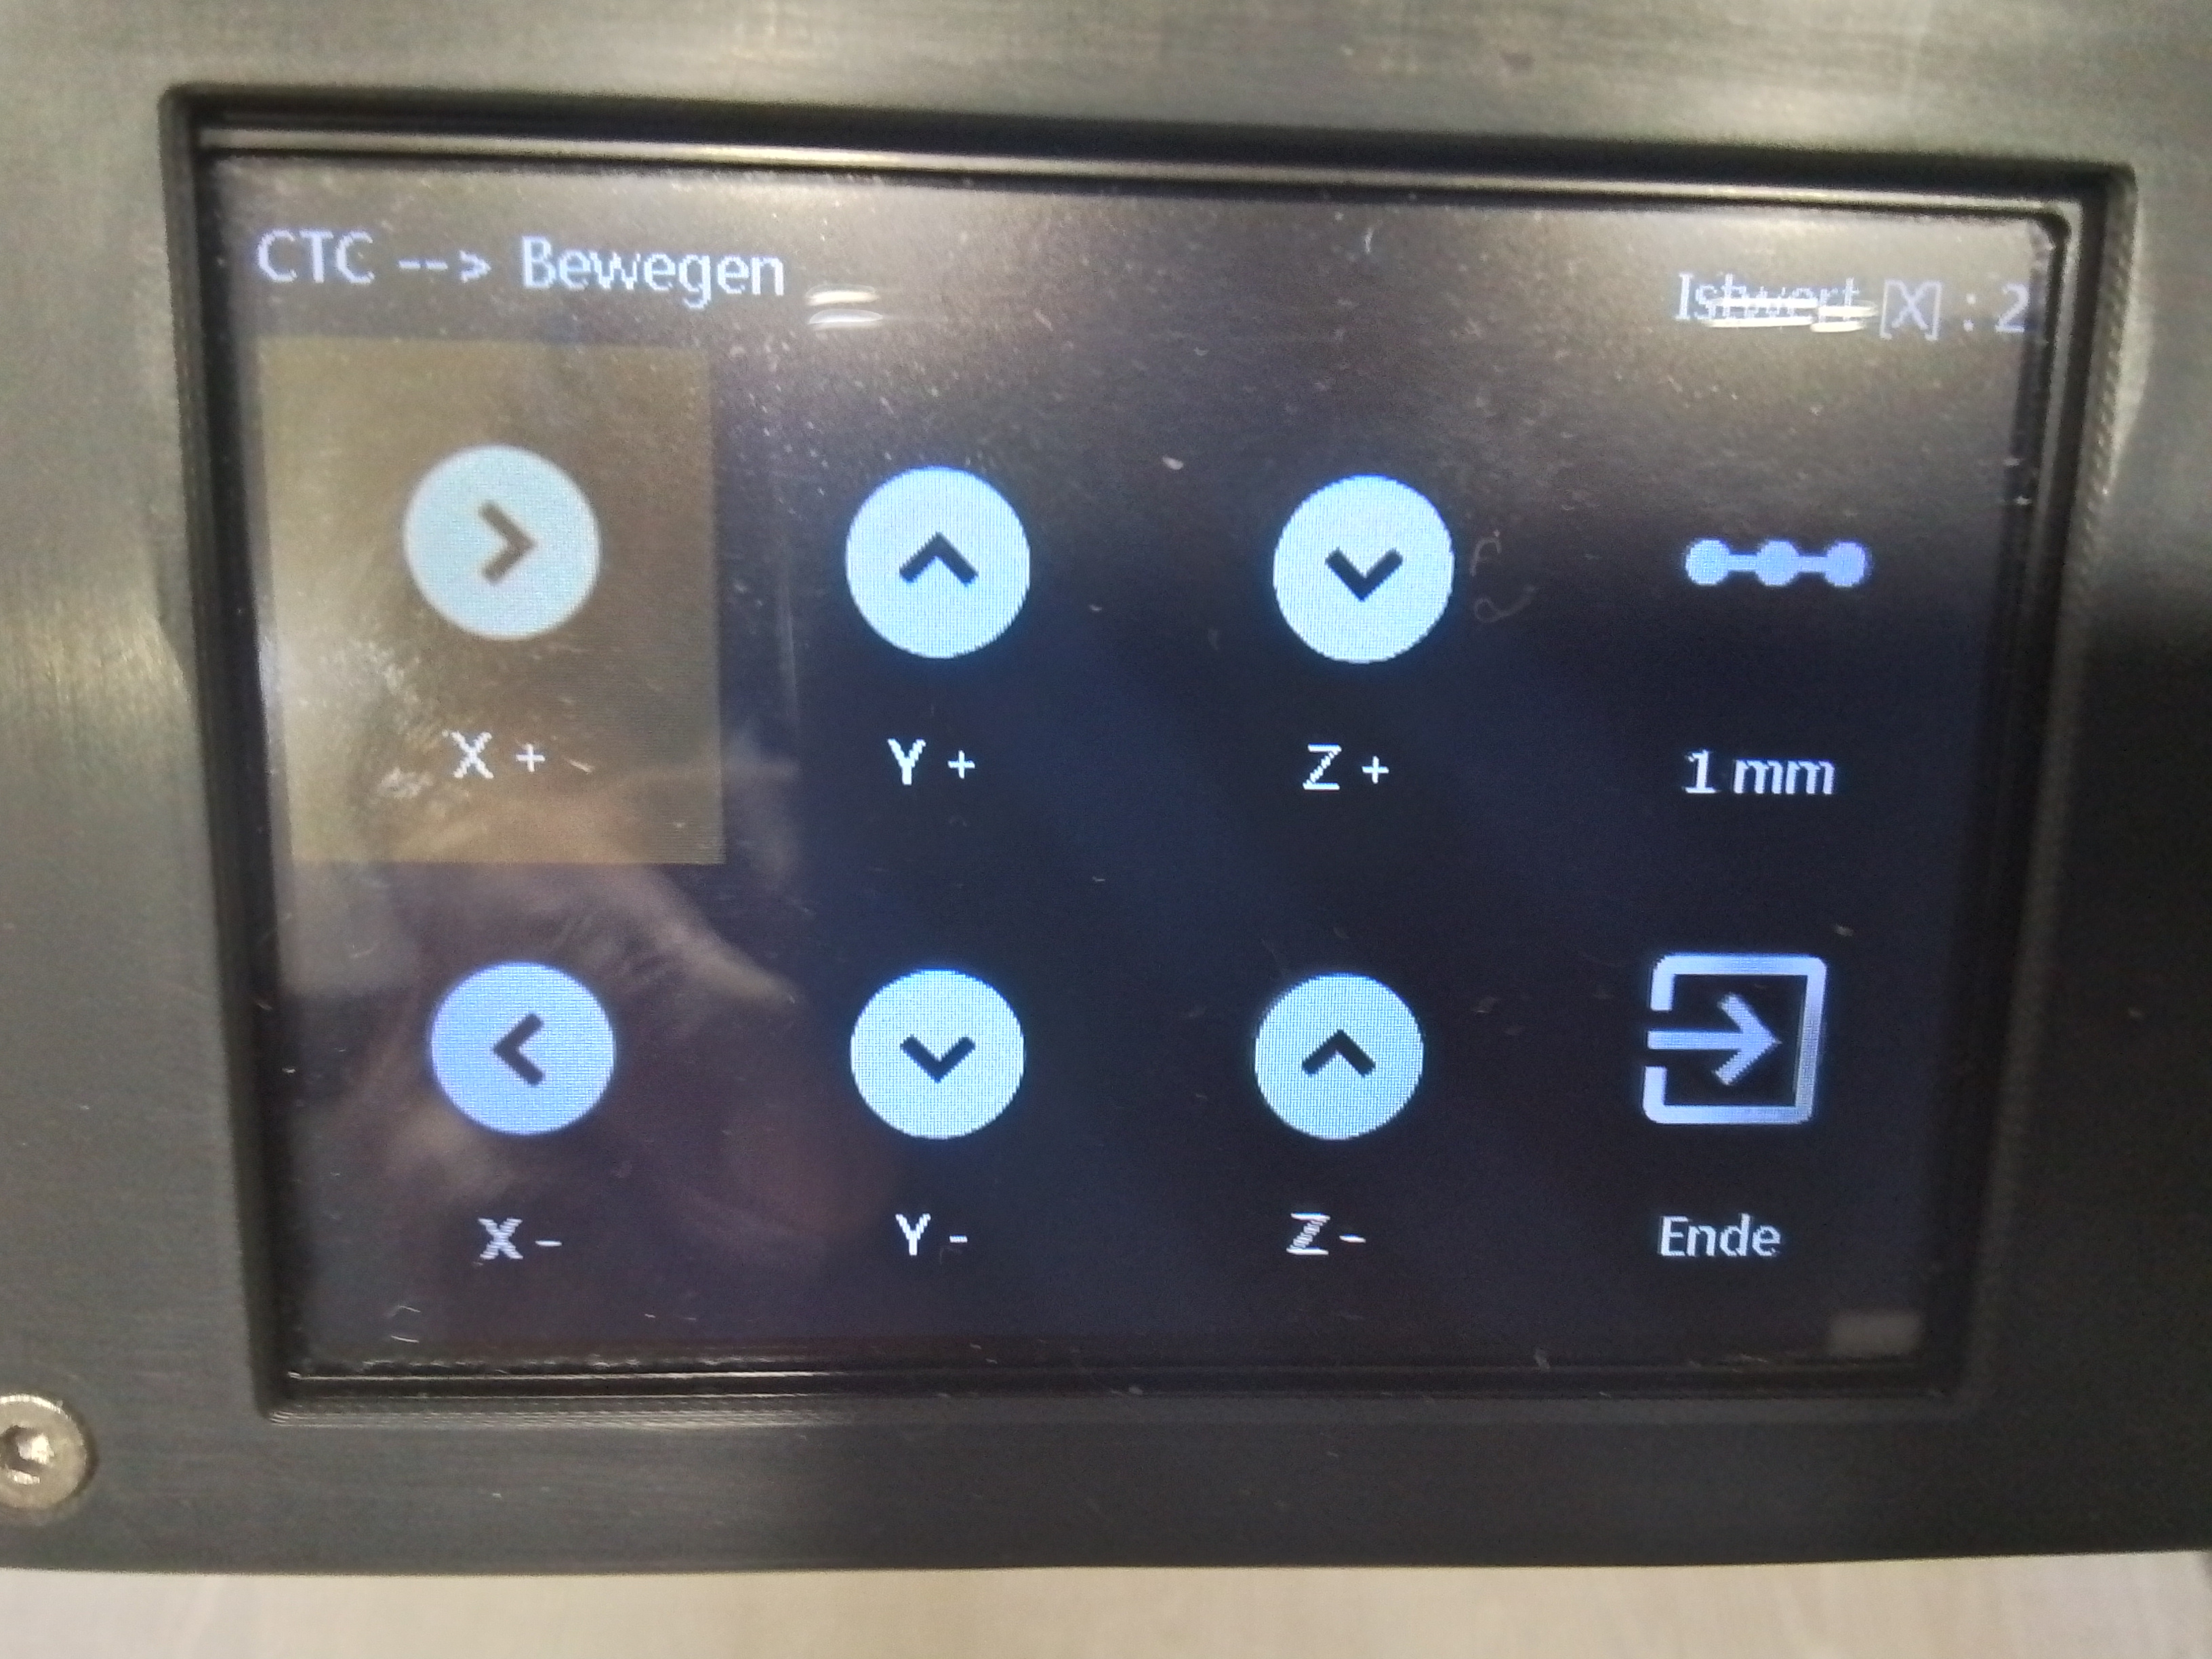 CTC --> Bewegen
Istwert [X] : 2
X +
Y +
Z +
1 mm
X -
Y -
Z -
Ende